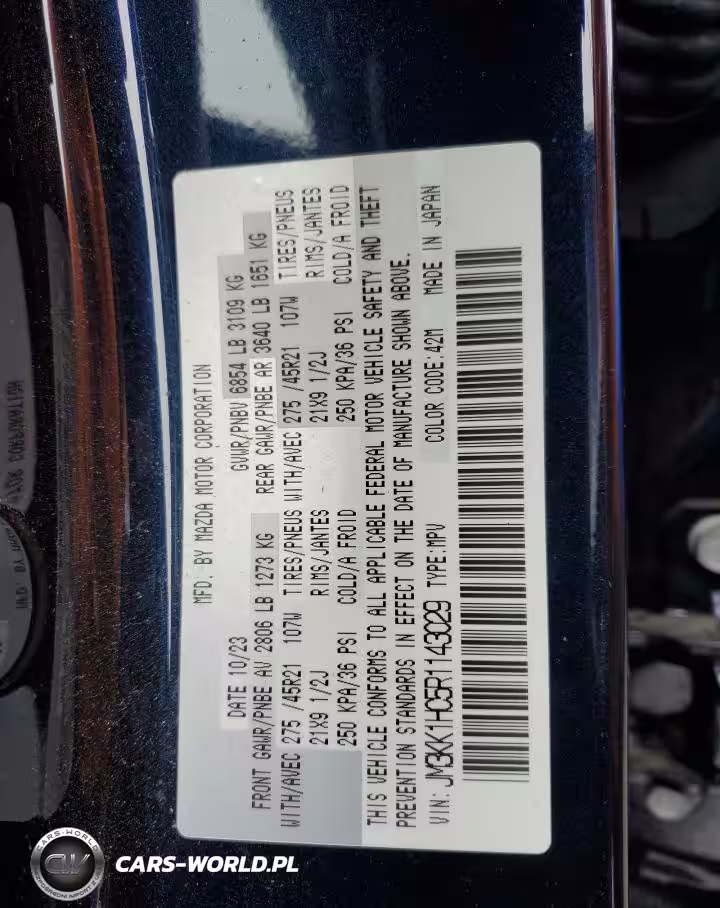 MFD. BY MAZDA MOTOR CORPORATION
DATE 10/23 GVWR/PNBV 6854 LB 3109 KG
FRONT GAWR/PNBE AV 2806 LB 1273 KG REAR GAWR/PNBE AR 3640 LB 1651 KG
WITH/AVEC 275 /45R21 107W TIRES/PNEUS WITH/AVEC 275 /45R21 107W TIRES/PNEUS
21X9 1/2J RIMS/JANTES 21X9 1/2J RIMS/JANTES
250 KPA/36 PSI COLD/A FROID 250 KPA/36 PSI COLD/A FROID
THIS VEHICLE CONFORMS TO ALL APPLICABLE FEDERAL MOTOR VEHICLE SAFETY AND THEFT
PREVENTION STANDARDS IN EFFECT ON THE DATE OF MANUFACTURE SHOWN ABOVE.
VIN: JM3KK1HC5R1143029 TYPE:MPV COLOR CODE:42M MADE IN JAPAN
CARS-WORLD
CARS-WORLD.PL